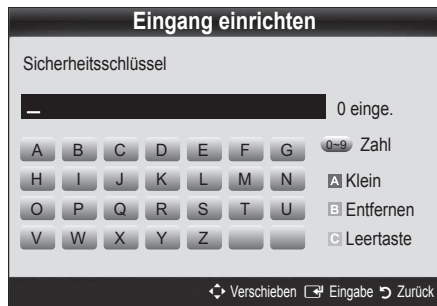 Eingang einrichten
Sicherheitsschlüssel
0 einge.
A B C D E F G 0~9 Zahl
H I J K L M N A Klein
O P Q R S T U B Entfernen
V W X Y Z C Leertaste
Verschieben Eingabe Zurück